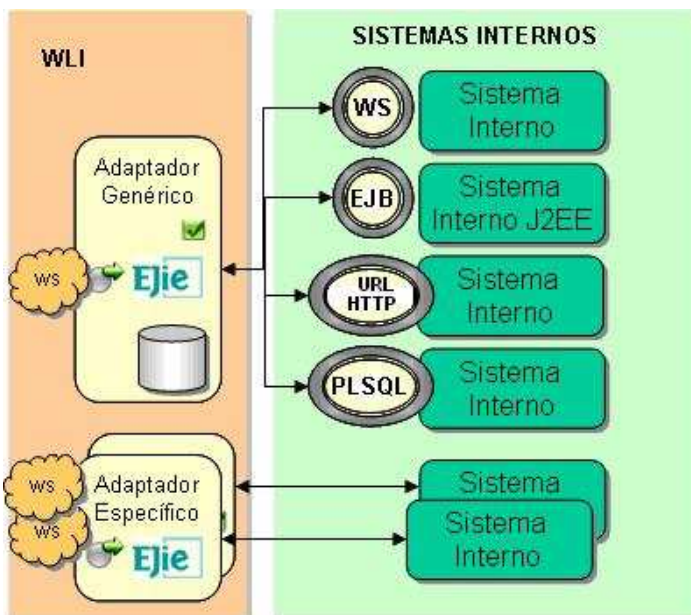 WLI
Adaptador
Genérico
ws
EJie
SISTEMAS INTERNOS
WS
Sistema
Interno
EJB
Sistema
Interno J2EE
URL
HTTP
Sistema
Interno
PLSQL
Sistema
Interno
ws
ws
Adaptador
Específico
EJie
Sistema
Sistema
Interno